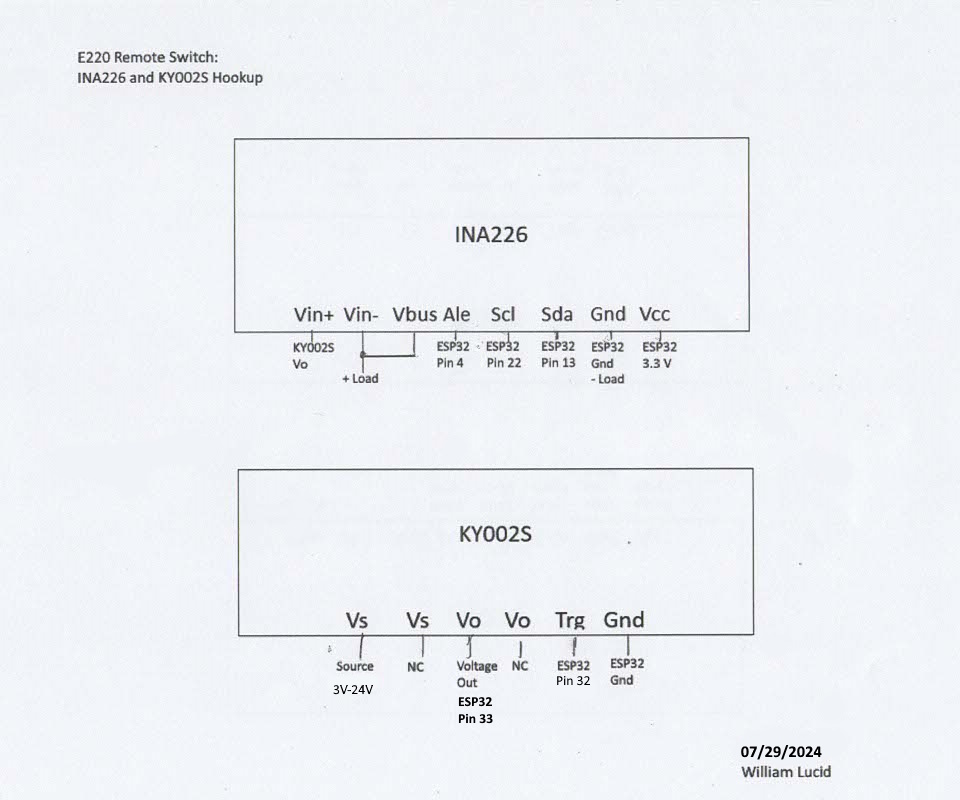 E220 Remote Switch:
INA226 and KY002S Hookup
INA226
Vin+ Vin- Vbus Ale Scl Sda Gnd Vcc
KY002S ESP32 ESP32 ESP32 ESP32 ESP32
Vo Pin 4 Pin 22 Pin 13 Gnd 3.3 V
+ Load - Load
KY002S
Vs Vs Vo Vo Trg Gnd
Source NC Voltage NC ESP32 ESP32
3V-24V Out Pin 32 Gnd
ESP32
Pin 33
07/29/2024
William Lucid